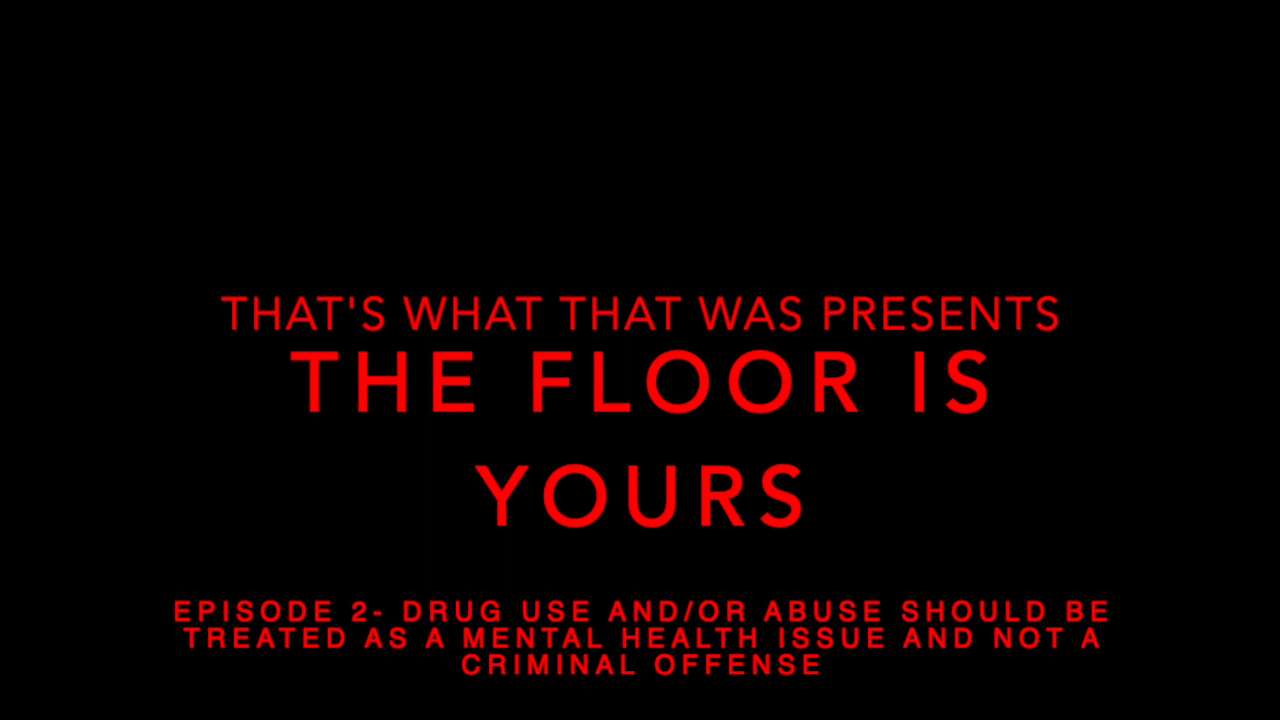 THAT'S WHAT THAT WAS PRESENTS
THE FLOOR IS
YOURS
EPISODE 2- DRUG USE AND/OR ABUSE SHOULD BE
TREATED AS A MENTAL HEALTH ISSUE AND NOT A
CRIMINAL OFFENSE